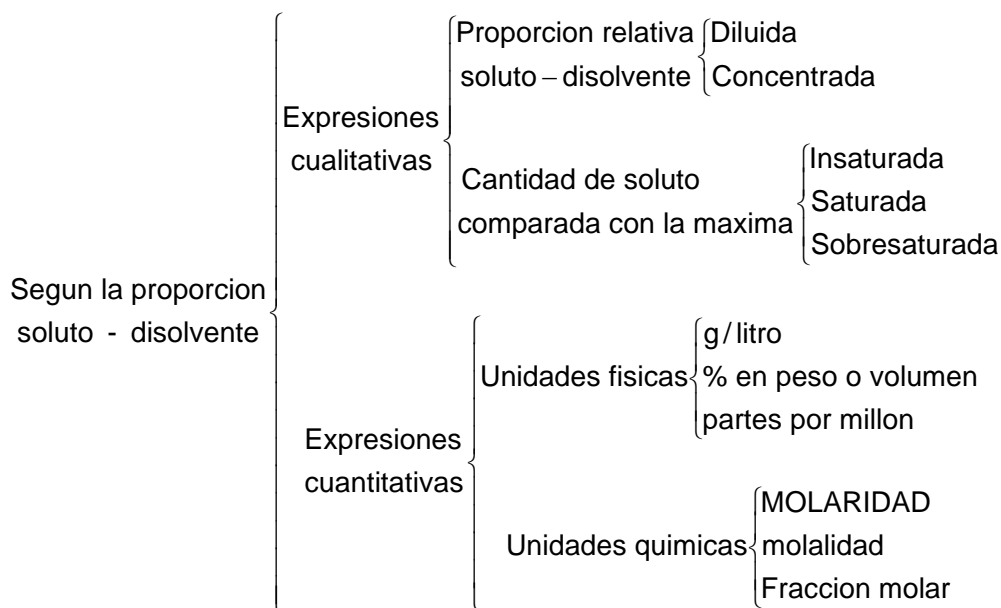 Segun la proporcion
soluto - disolvente
Expresiones
cualitativas
Proporcion relativa
soluto – disolvente
Diluida
Concentrada
Cantidad de soluto
comparada con la maxima
Insaturada
Saturada
Sobresaturada
Expresiones
cuantitativas
Unidades fisicas
g/litro
% en peso o volumen
partes por millon
Unidades quimicas
MOLARIDAD
molalidad
Fraccion molar